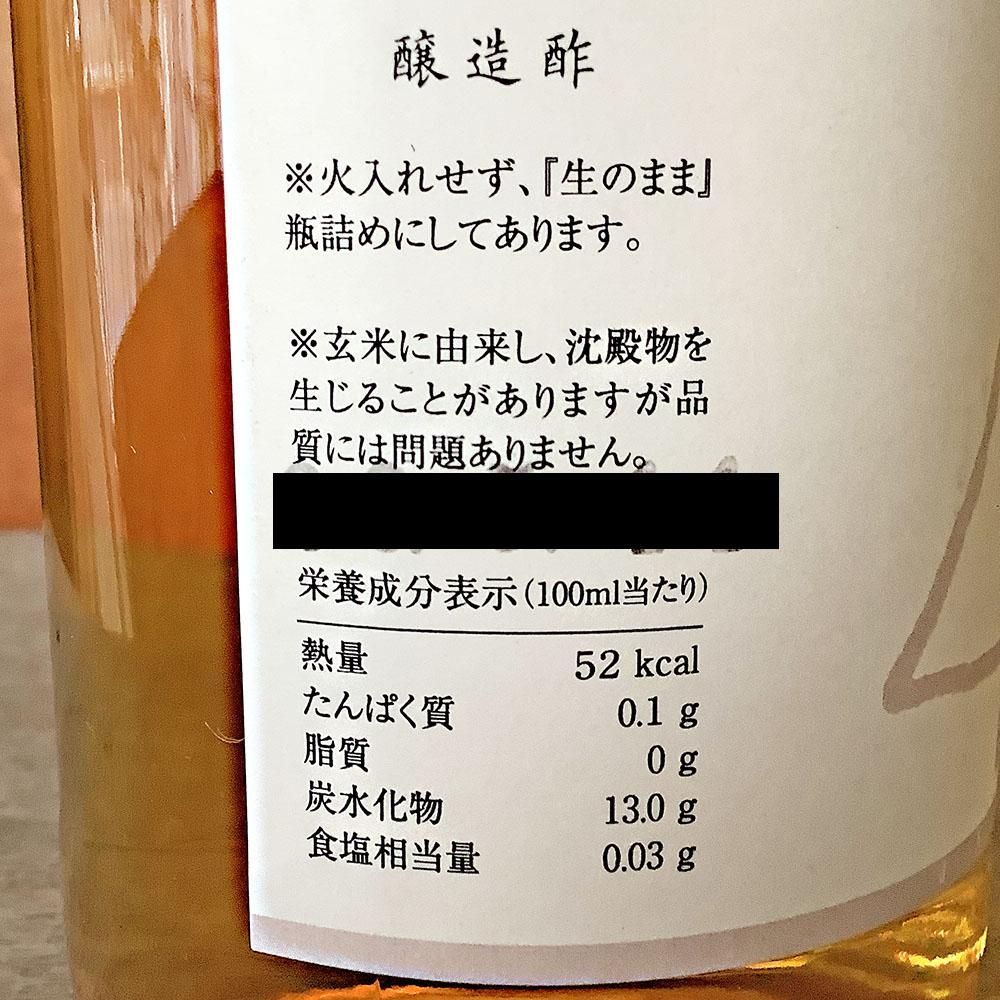 醸造酢
※火入れせず、『生のまま』
瓶詰めにしてあります。
※玄米に由来し、沈殿物を
生じることがありますが品
質には問題ありません。
栄養成分表示(100ml当たり)
熱量 52 kcal
たんぱく質 0.1 g
脂質 0 g
炭水化物 13.0 g
食塩相当量 0.03 g